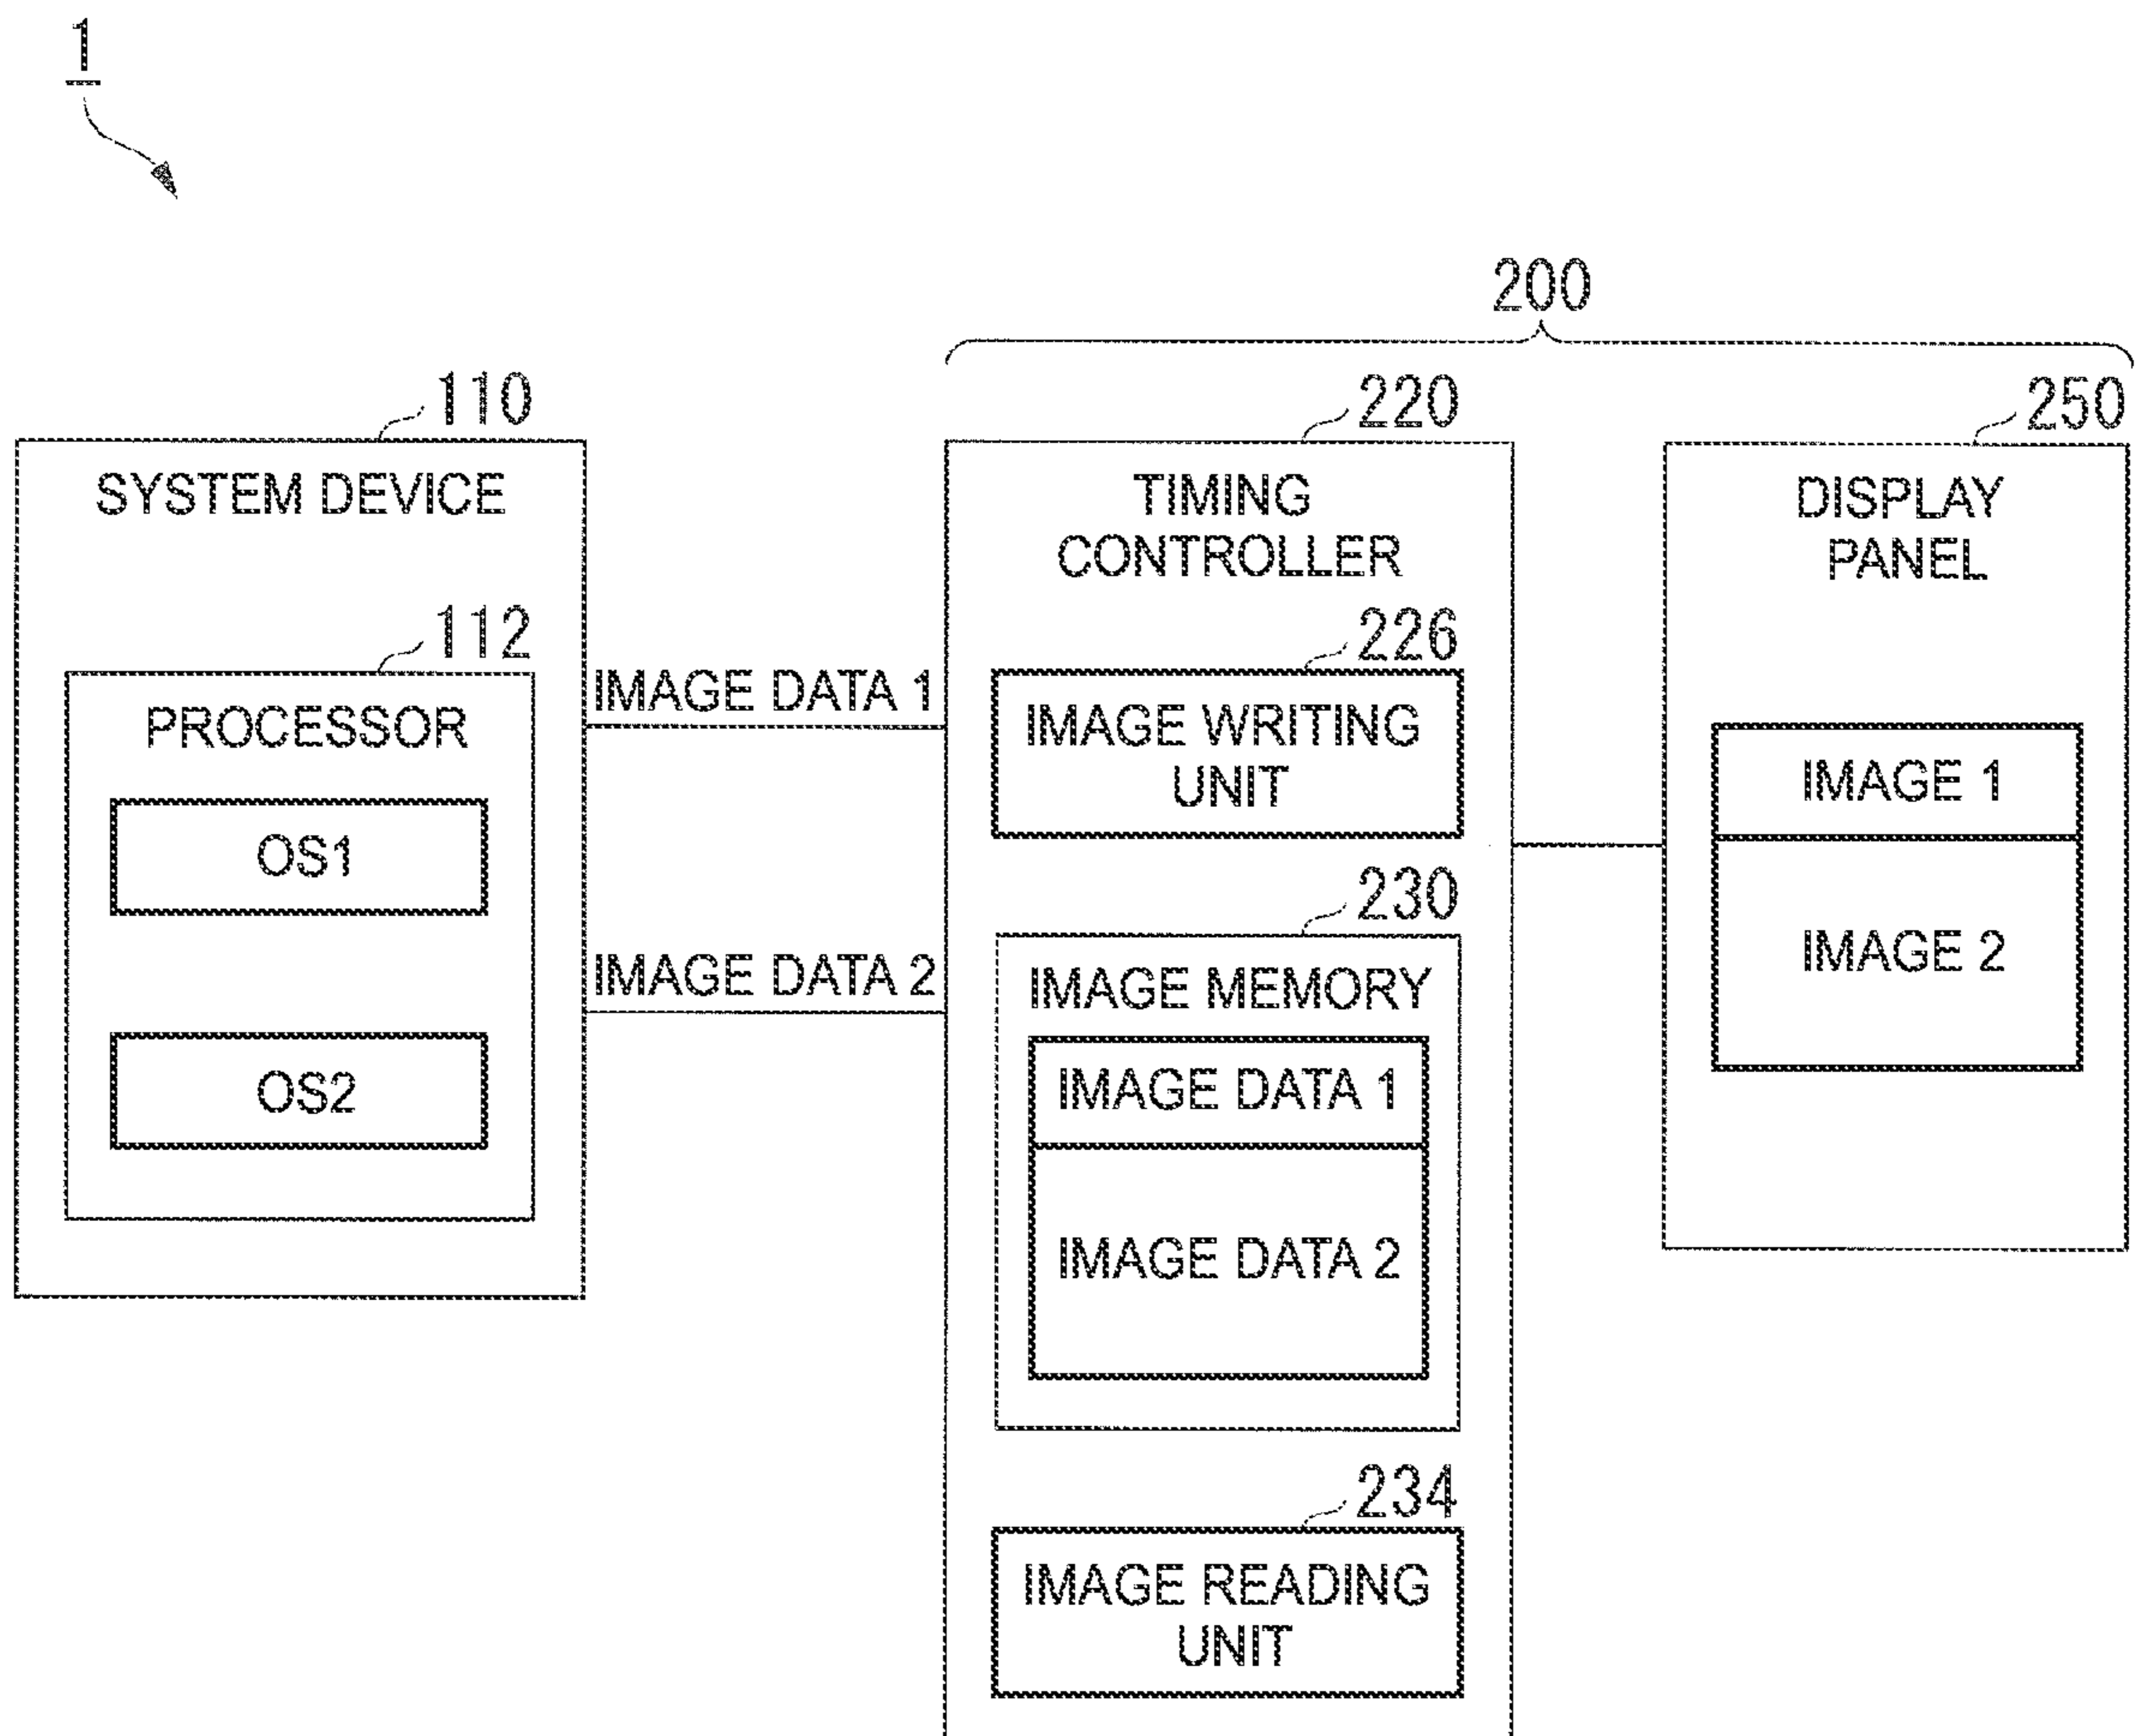 1
200
110
220
250
SYSTEM DEVICE
TIMING
CONTROLLER
DISPLAY
PANEL
112
PROCESSOR
OS1
OS2
IMAGE DATA 1
IMAGE DATA 2
226
IMAGE WRITING
UNIT
230
IMAGE MEMORY
IMAGE DATA 1
IMAGE DATA 2
234
IMAGE READING
UNIT
IMAGE 1
IMAGE 2